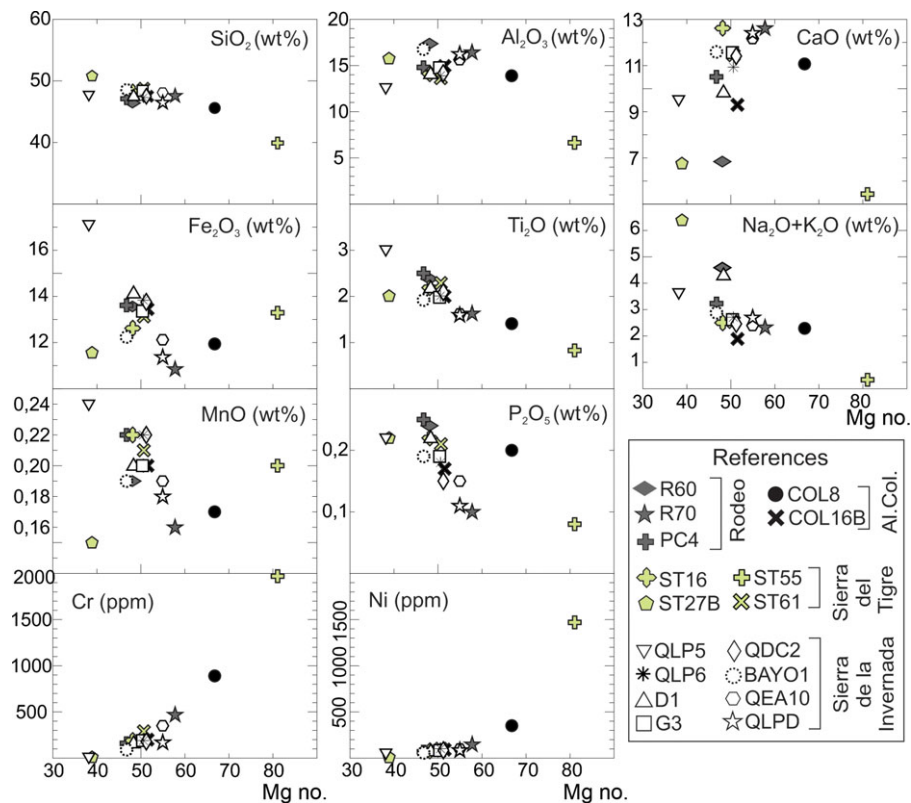 SiO₂ (wt%)
60
50
40
Al₂O₃ (wt%)
20
15
10
5
CaO (wt%)
13
11
9
7
Fe₂O₃ (wt%)
16
14
12
Ti₂O (wt%)
3
2
1
Na₂O+K₂O (wt%)
6
5
4
3
2
1
30 40 50 60 70 80 90
Mg no.
MnO (wt%)
0,24
0,22
0,20
0,18
0,16
P₂O₅ (wt%)
0,2
0,1
Cr (ppm)
2000
1500
1000
500
Ni (ppm)
1500
1000
500
30 40 50 60 70 80 90
Mg no.
30 40 50 60 70 80 90
Mg no.
References
R60
R70
PC4
Rodeo
COL8
COL16B
Al.Col.
ST16
ST27B
ST55
ST61
Sierra del Tigre
QLP5
QLP6
D1
G3
QDC2
BAYO1
QEA10
QLPD
Sierra de la Invernada